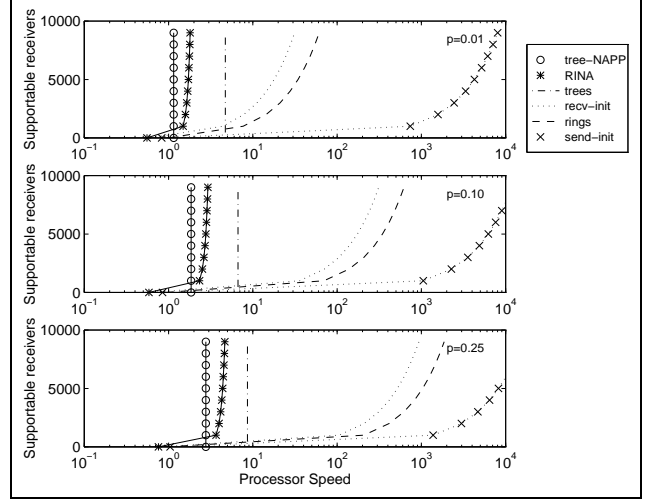 10000
Supportable receivers
5000
0
p=0.01
10^-1
10^0
10^1
10^2
10^3
10^4
tree-NAPP
RINA
trees
recv-init
rings
send-init
10000
Supportable receivers
5000
0
p=0.10
10^-1
10^0
10^1
10^2
10^3
10^4
10000
Supportable receivers
5000
0
p=0.25
10^-1
10^0
10^1
10^2
10^3
10^4
Processor Speed